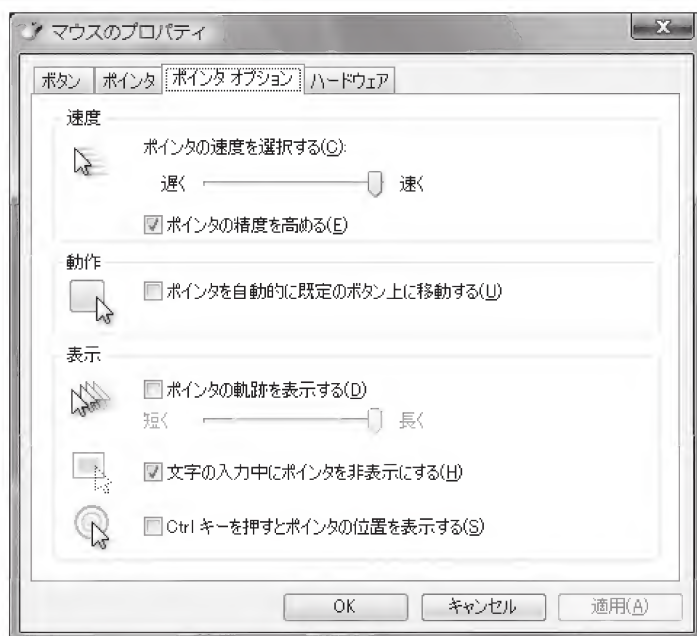 マウスのプロパティ
ボタン ポインタ ポインタ オプション ハードウェア
速度
ポインタの速度を選択する(C):
遅く 速く
ポインタの精度を高める(E)
動作
ポインタを自動的に既定のボタン上に移動する(U)
表示
ポインタの軌跡を表示する(D)
短く 長く
文字の入力中にポインタを非表示にする(H)
Ctrl キーを押すとポインタの位置を表示する(S)
OK キャンセル 適用(A)